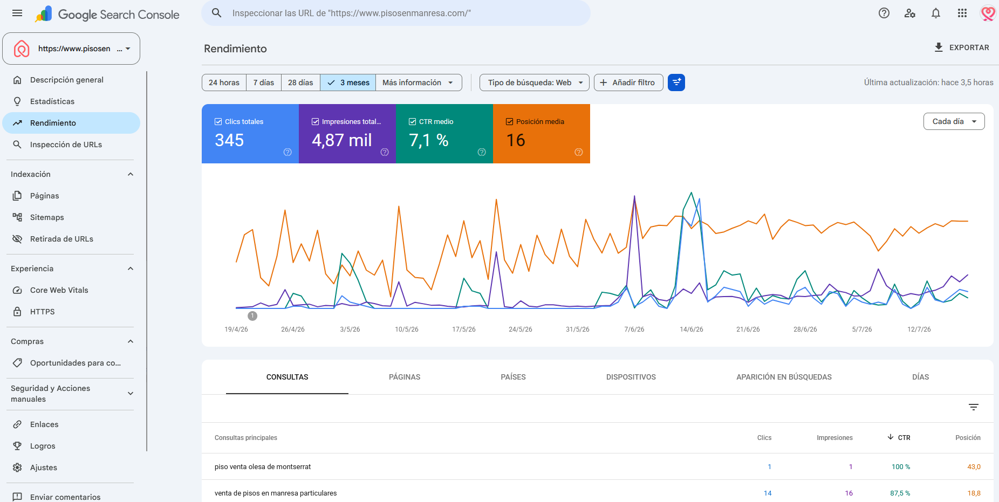 Google Search Console
Inspeccionar las URL de "https://www.pisosenmanresa.com/"
https://www.pisosen ...
Descripción general
Estadísticas
Rendimiento
Inspección de URLs
Indexación
Páginas
Sitemaps
Retirada de URLs
Experiencia
Core Web Vitals
HTTPS
Compras
Oportunidades para co...
Seguridad y Acciones
manuales
Enlaces
Logros
Ajustes
Enviar comentarios
Rendimiento
EXPORTAR
24 horas 7 días 28 días 3 meses Más información
Tipo de búsqueda: Web
Añadir filtro
Última actualización: hace 3,5 horas
Clics totales
345
Impresiones total...
4,87 mil
CTR medio
7,1 %
Posición media
16
Cada día
1
19/4/26 26/4/26 3/5/26 10/5/26 17/5/26 24/5/26 31/5/26 7/6/26 14/6/26 21/6/26 28/6/26 5/7/26 12/7/26
CONSULTAS PÁGINAS PAÍSES DISPOSITIVOS APARICIÓN EN BÚSQUEDAS DÍAS
Consultas principales Clics Impresiones CTR Posición
piso venta olesa de montserrat 1 1 100 % 43,0
venta de pisos en manresa particulares 14 16 87,5 % 18,8